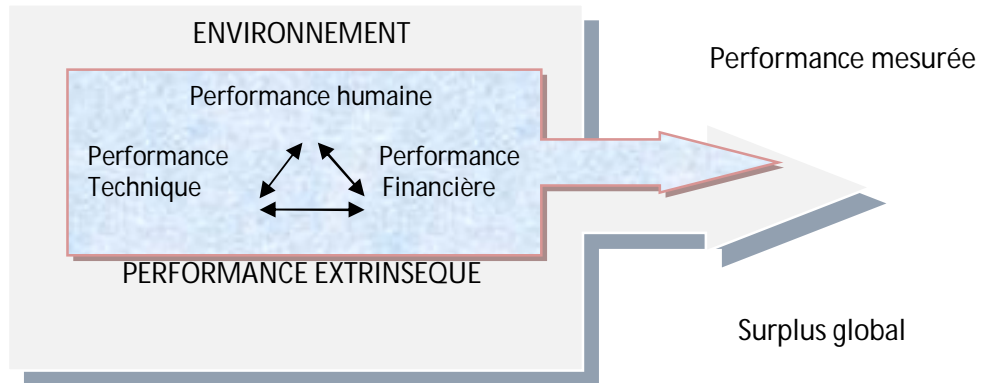 ENVIRONNEMENT
Performance mesurée
Performance humaine
Performance
Technique
Performance
Financière
PERFORMANCE EXTRINSEQUE
Surplus global